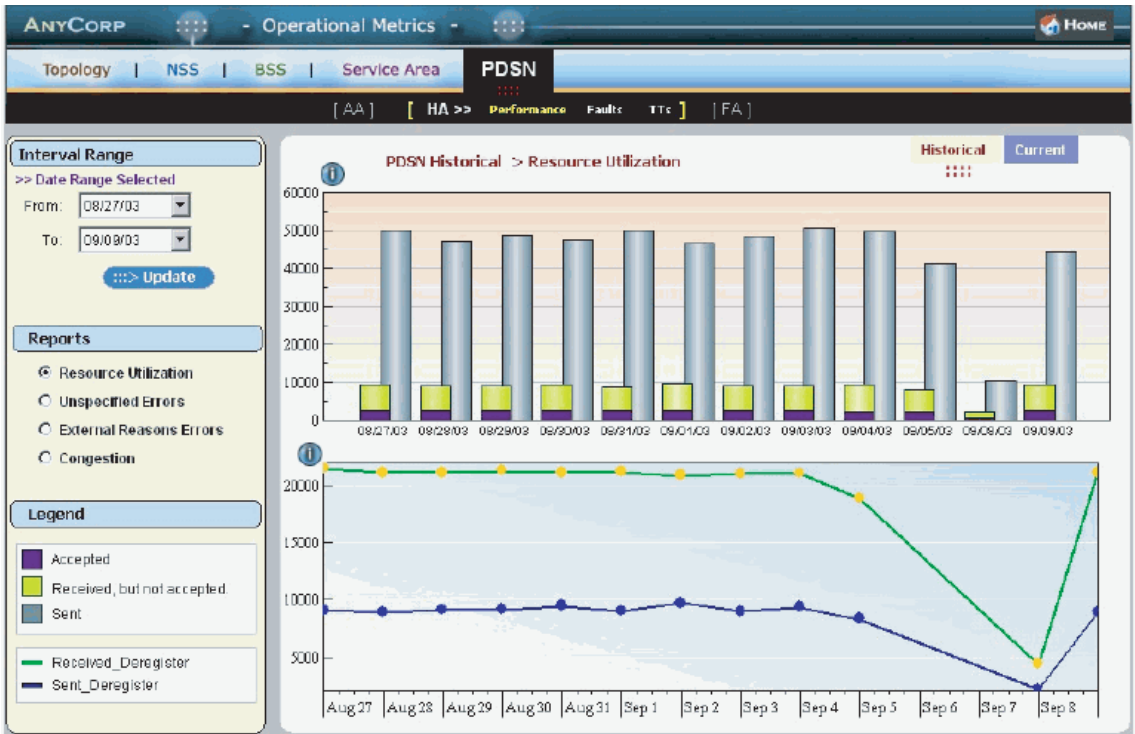 ANYCORP - Operational Metrics - HOME
Topology | NSS | BSS | Service Area PDSN
[ AA ] [ HA >> Performance Faults TTs ] [ FA ]
Interval Range
>> Date Range Selected
From: 08/27/03
To: 09/09/03
:::> Update
Reports
Resource Utilization
Unspecified Errors
External Reasons Errors
Congestion
Legend
Accepted
Received, but not accepted.
Sent
Received_Deregister
Sent_Deregister
PDSN Historical > Resource Utilization
Historical Current
60000
50000
40000
30000
20000
10000
0
08/27/03 08/28/03 08/29/03 08/30/03 08/31/03 09/01/03 09/02/03 09/03/03 09/04/03 09/05/03 09/08/03 09/09/03
20000
15000
10000
5000
Aug 27 Aug 28 Aug 29 Aug 30 Aug 31 Sep 1 Sep 2 Sep 3 Sep 4 Sep 5 Sep 6 Sep 7 Sep 8